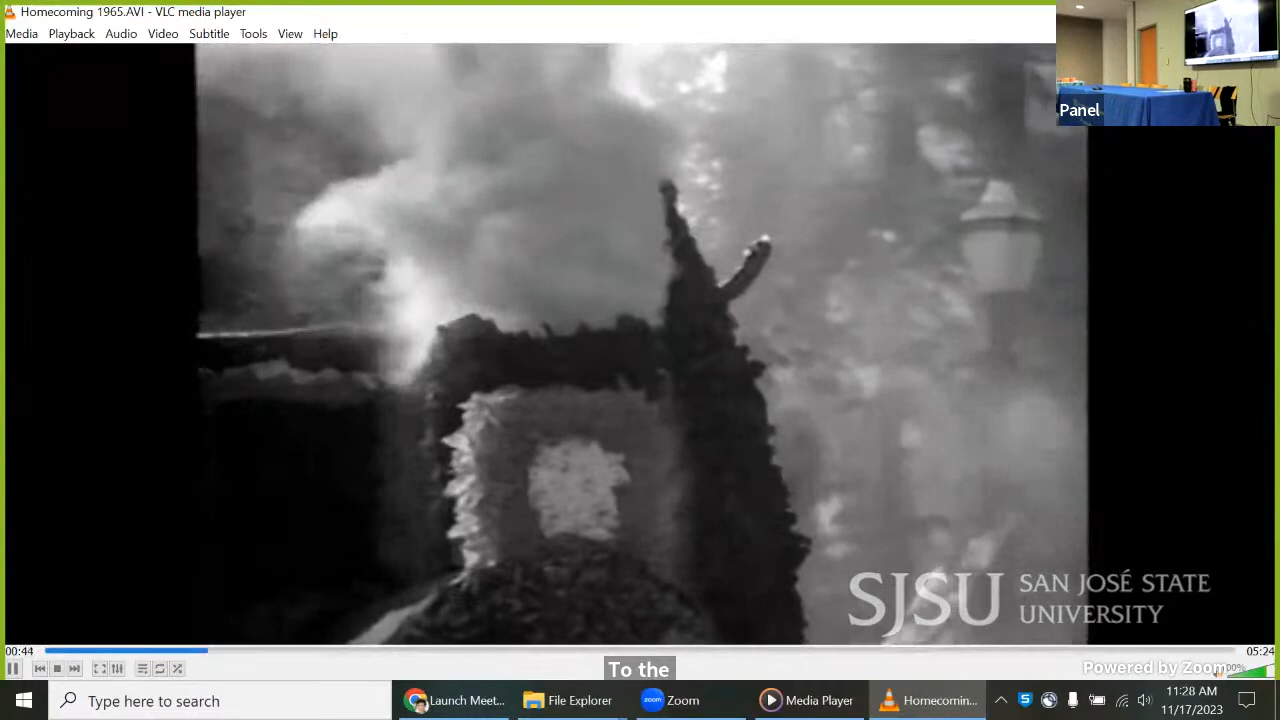 Homecoming 1965.AVI - VLC media player
Media Playback Audio Video Subtitle Tools View Help
Panel
SJSU SAN JOSÉ STATE
UNIVERSITY
00:44
05:24
To the
Powered by Zoom
Type here to search
Launch Meet...
File Explorer
Zoom
Media Player
Homecomin...
11:28 AM
11/17/2023